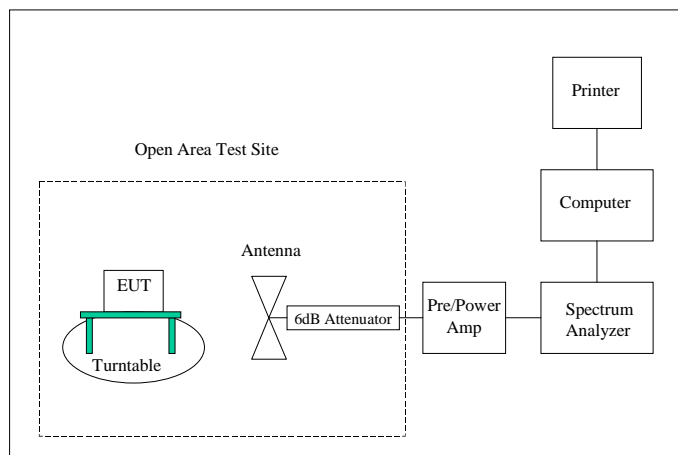 Printer
Open Area Test Site
Computer
Antenna
EUT
6dB Attenuator
Pre/Power
Amp
Spectrum
Analyzer
Turntable